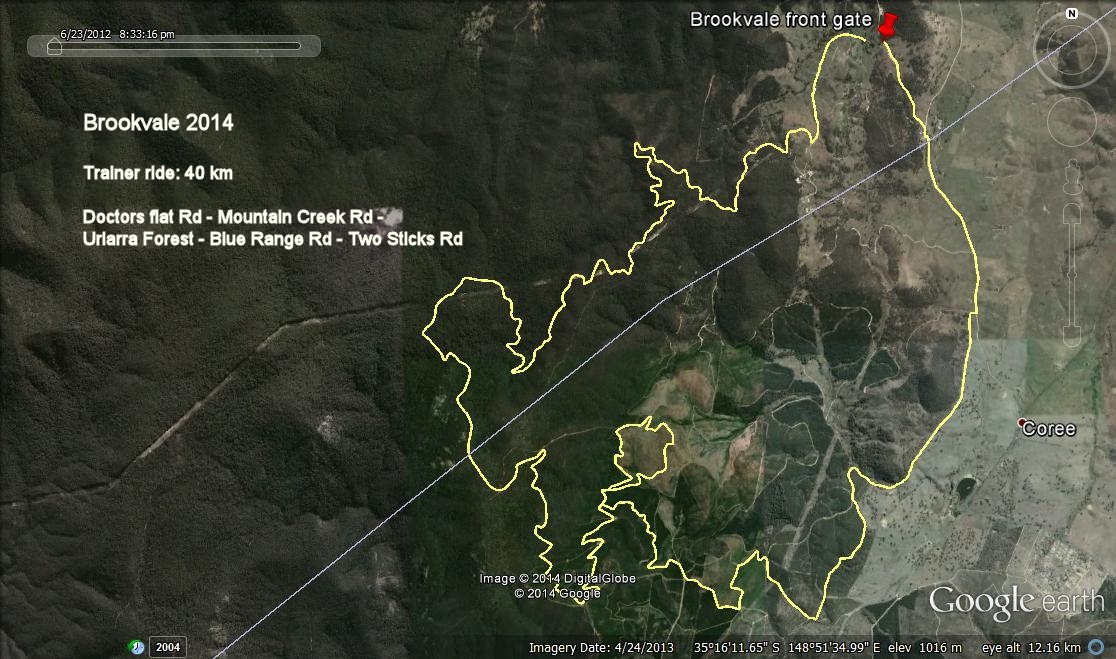 6/23/2012 8:33:16 pm
Brookvale front gate
N
Brookvale 2014
Trainer ride: 40 km
Doctors flat Rd - Mountain Creek Rd -
Uriarra Forest - Blue Range Rd - Two Sticks Rd
Coree
Image © 2014 DigitalGlobe
© 2014 Google
Google earth
2004
Imagery Date: 4/24/2013 35°16'11.65" S 148°51'34.99" E elev 1016 m eye alt 12.16 km